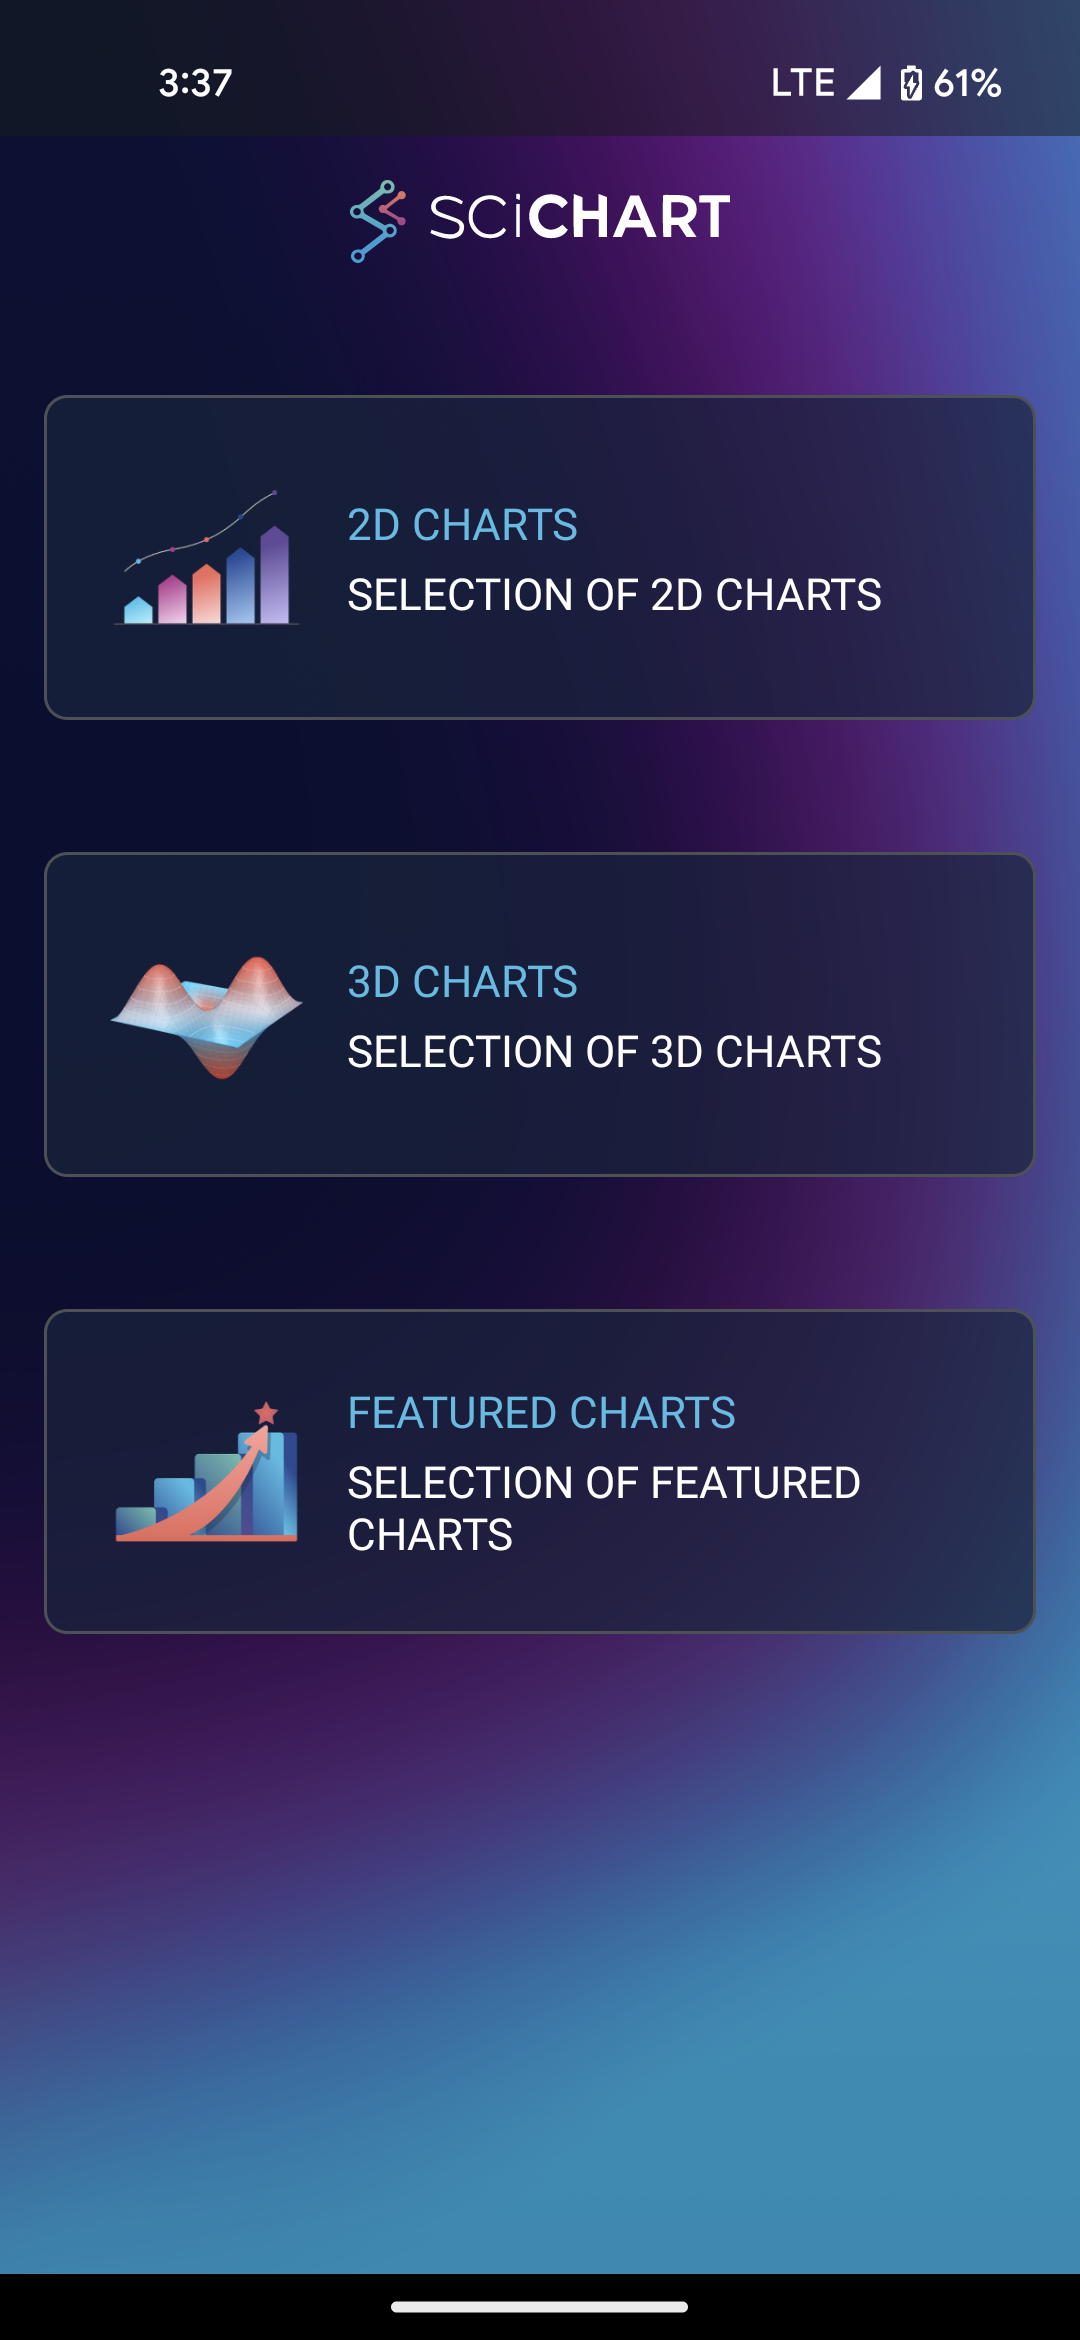 3:37
LTE 61%
SCiCHART
2D CHARTS
SELECTION OF 2D CHARTS
3D CHARTS
SELECTION OF 3D CHARTS
FEATURED CHARTS
SELECTION OF FEATURED
CHARTS